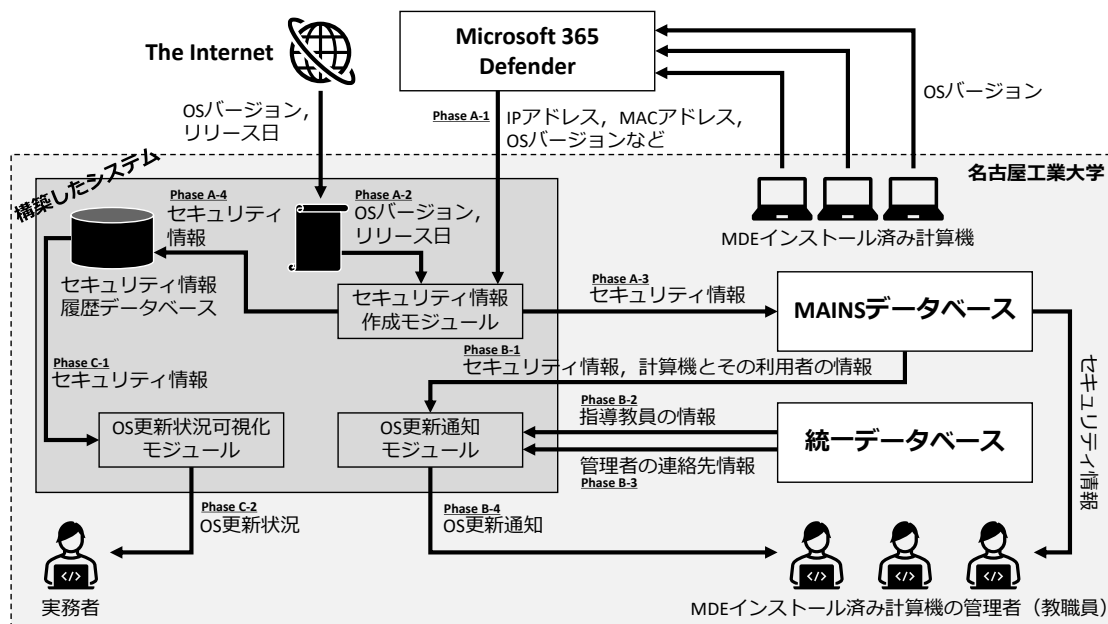 The Internet
Microsoft 365
Defender
OSバージョン,
リリース日
Phase A-1
IPアドレス, MACアドレス,
OSバージョンなど
OSバージョン
構築したシステム
名古屋工業大学
Phase A-4
セキュリティ
情報
Phase A-2
OSバージョン,
リリース日
MDEインストール済み計算機
セキュリティ情報
履歴データベース
セキュリティ情報
作成モジュール
Phase A-3
セキュリティ情報
MAINSデータベース
Phase B-1
セキュリティ情報, 計算機とその利用者の情報
Phase C-1
セキュリティ情報
セキュリティ情報
OS更新状況可視化
モジュール
OS更新通知
モジュール
Phase B-2
指導教員の情報
管理者の連絡先情報
Phase B-3
統一データベース
Phase C-2
OS更新状況
Phase B-4
OS更新通知
</>
</>
</>
</>
実務者
MDEインストール済み計算機の管理者（教職員）